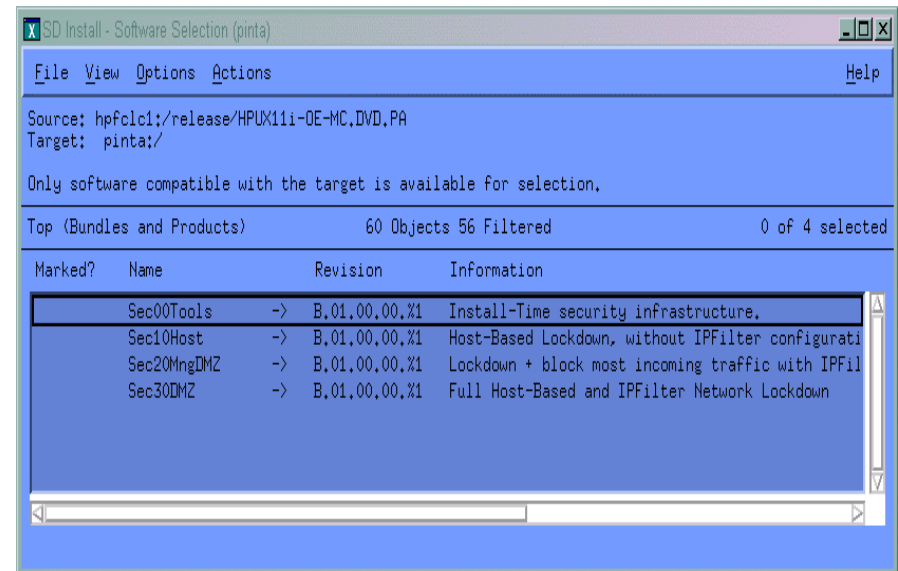 X SD Install - Software Selection (pinta)
File View Options Actions Help
Source: hpfclc1:/release/HPUX11i-OE-MC.DVD.PA
Target: pinta:/
Only software compatible with the target is available for selection.
Top (Bundles and Products) 60 Objects 56 Filtered 0 of 4 selected
Marked? Name Revision Information
Sec00Tools -> B.01.00.00.%1 Install-Time security infrastructure.
Sec10Host -> B.01.00.00.%1 Host-Based Lockdown, without IPFilter configurati
Sec20MngDMZ -> B.01.00.00.%1 Lockdown + block most incoming traffic with IPFil
Sec30DMZ -> B.01.00.00.%1 Full Host-Based and IPFilter Network Lockdown